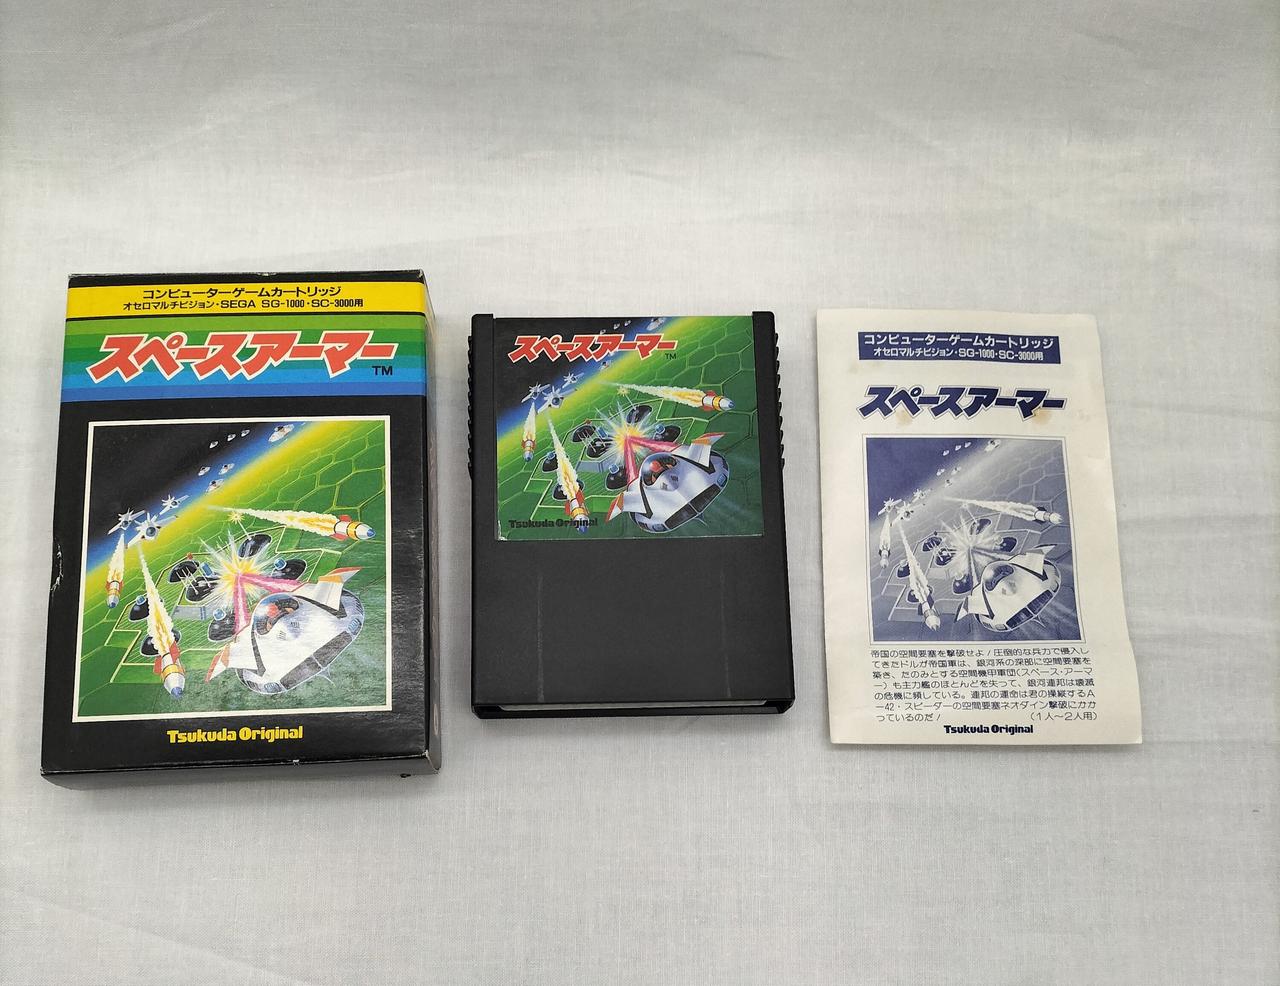 コンピューターゲームカートリッジ
オセロマルチビジョン・SEGA SG-1000・SC-3000用
スペースアーマー
TM
Tsukuda Original
スペースアーマー
TM
Tsukuda Original
コンピューターゲームカートリッジ
オセロマルチビジョン・SG-1000・SC-3000用
スペースアーマー
帝国の空間要塞を撃破せよ!圧倒的な兵力で侵入し
てきたドルが帝国軍は、銀河系の深部に空間要塞を
築き、たのみとする空間機甲軍団(スペース・アーマ
ー)も主力艦のほとんどを失って、銀河連邦は壊滅
の危機に頻している。連邦の運命は君の操縦するA
ー42・スピーダーの空間要塞ネオダイン撃破にかか
っているのだ! (1人〜2人用)
Tsukuda Original